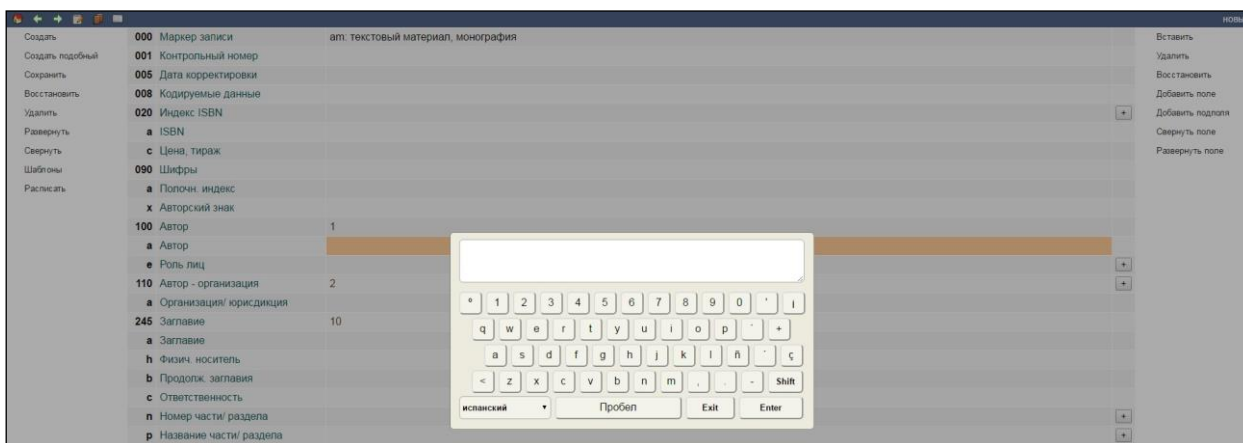 новы
Создать
Создать подобный
Сохранить
Восстановить
Удалить
Развернуть
Свернуть
Шаблоны
Расписать
000 Маркер записи am: текстовый материал, монография
001 Контрольный номер
005 Дата корректировки
008 Кодируемые данные
020 Индекс ISBN +
a ISBN
c Цена, тираж
090 Шифры
a Полочн. индекс
x Авторский знак
100 Автор 1
a Автор
e Роль лиц +
110 Автор - организация 2 +
a Организация/ юрисдикция
245 Заглавие 10
a Заглавие
h Физич. носитель
b Продолж. заглавия
c Ответственность
n Номер части/ раздела +
p Название части/ раздела +
º 1 2 3 4 5 6 7 8 9 0 ' ¡
q w e r t y u i o p ` +
a s d f g h j k l ñ ´ ç
< z x c v b n m , . - Shift
испанский Пробел Exit Enter
Вставить
Удалить
Восстановить
Добавить поле
Добавить подполя
Свернуть поле
Развернуть поле